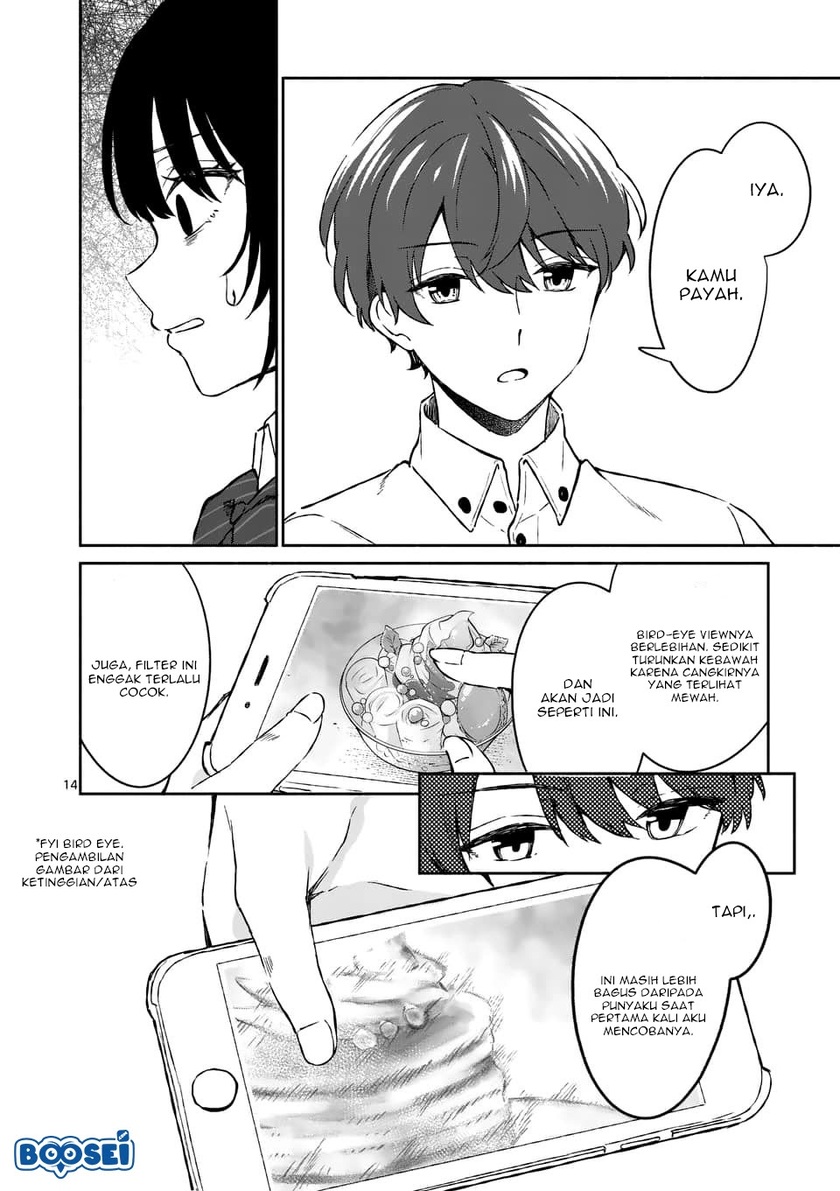 IYA.
KAMU
PAYAH.
BIRD-EYE VIEWNYA
BERLEBIHAN. SEDIKIT
TURUNKAN KEBAWAH
KARENA CANGKIRNYA
YANG TERLIHAT
MEWAH.
DAN
AKAN JADI
SEPERTI INI.
JUGA, FILTER INI
ENGGAK TERLALU
COCOK.
14
*FYI BIRD EYE.
PENGAMBILAN
GAMBAR DARI
KETINGGIAN/ATAS
TAPI,.
INI MASIH LEBIH
BAGUS DARIPADA
PUNYAKU SAAT
PERTAMA KALI AKU
MENCOBANYA.
BOOSEI